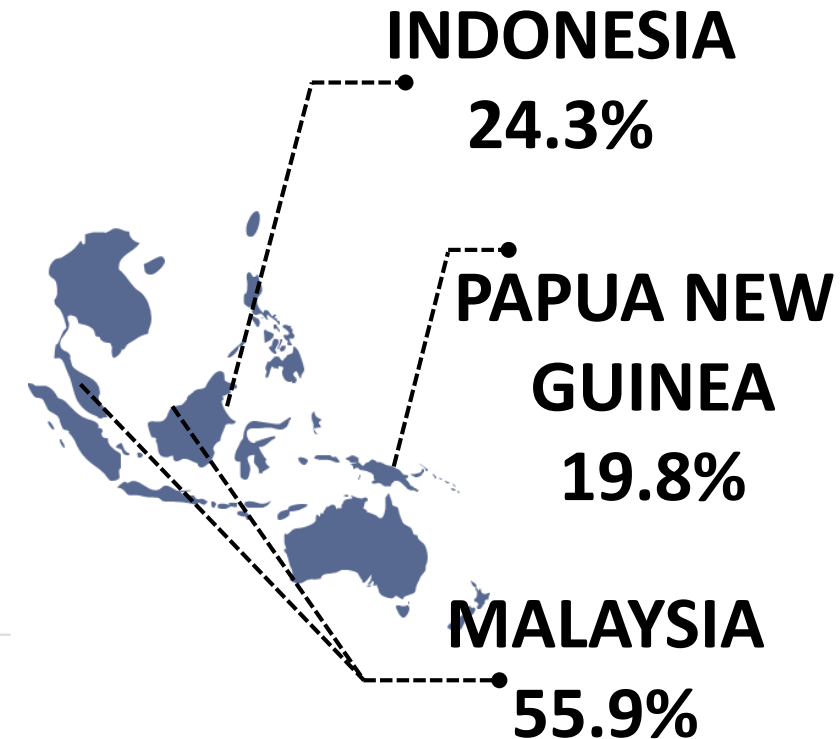 INDONESIA
24.3%
PAPUA NEW
GUINEA
19.8%
MALAYSIA
55.9%